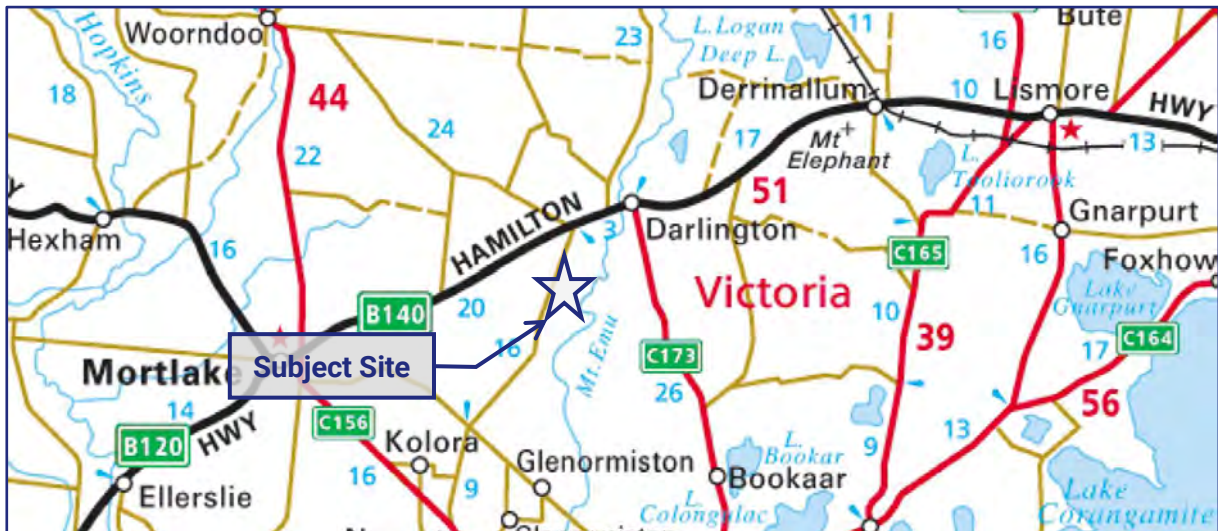 Woorndoo
Hopkins
18
44
24
22
23
L. Logan
Deep L.
11
16
Bute
Derrinallum
10
Lismore
HWY
13
Mt
Elephant
17
L.
Tooliorook
51
11
Gnarpurt
16
Hexham
16
HAMILTON
3
Darlington
C165
Foxhow
Victoria
Lake
Gnarpurt
B140
20
10
39
C164
17
Subject Site
16
Mt. Emu
C173
26
56
Mortlake
14
B120
HWY
C156
Kolora
16
9
Glenormiston
L.
Bookar
Bookaar
L.
Colongulac
9
13
Ellerslie
Lake
Corangamite